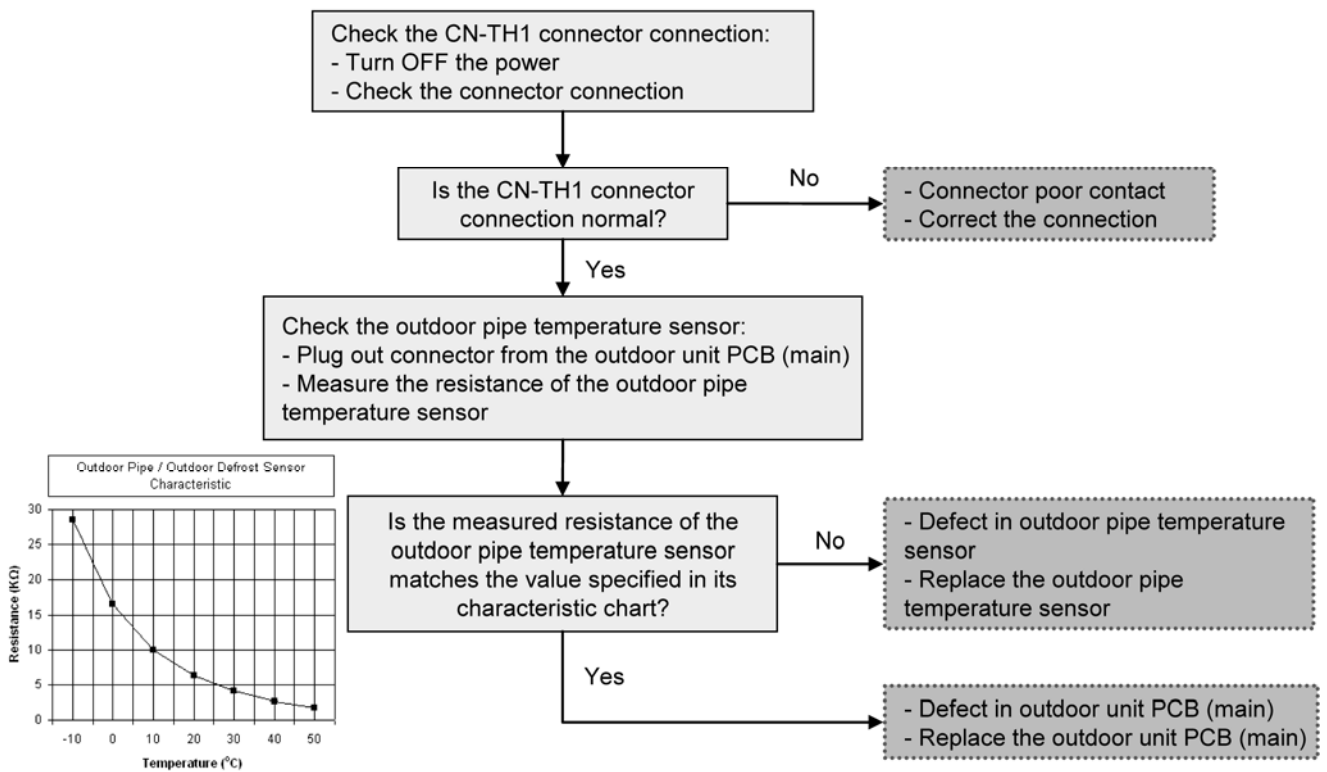 Check the CN-TH1 connector connection:
- Turn OFF the power
- Check the connector connection
Is the CN-TH1 connector
connection normal?
No
- Connector poor contact
- Correct the connection
Yes
Check the outdoor pipe temperature sensor:
- Plug out connector from the outdoor unit PCB (main)
- Measure the resistance of the outdoor pipe
temperature sensor
Outdoor Pipe / Outdoor Defrost Sensor
Characteristic
Resistance (KΩ)
30
25
20
15
10
5
0
-10 0 10 20 30 40 50
Temperature (°C)
Is the measured resistance of the
outdoor pipe temperature sensor
matches the value specified in its
characteristic chart?
No
- Defect in outdoor pipe temperature
sensor
- Replace the outdoor pipe
temperature sensor
Yes
- Defect in outdoor unit PCB (main)
- Replace the outdoor unit PCB (main)